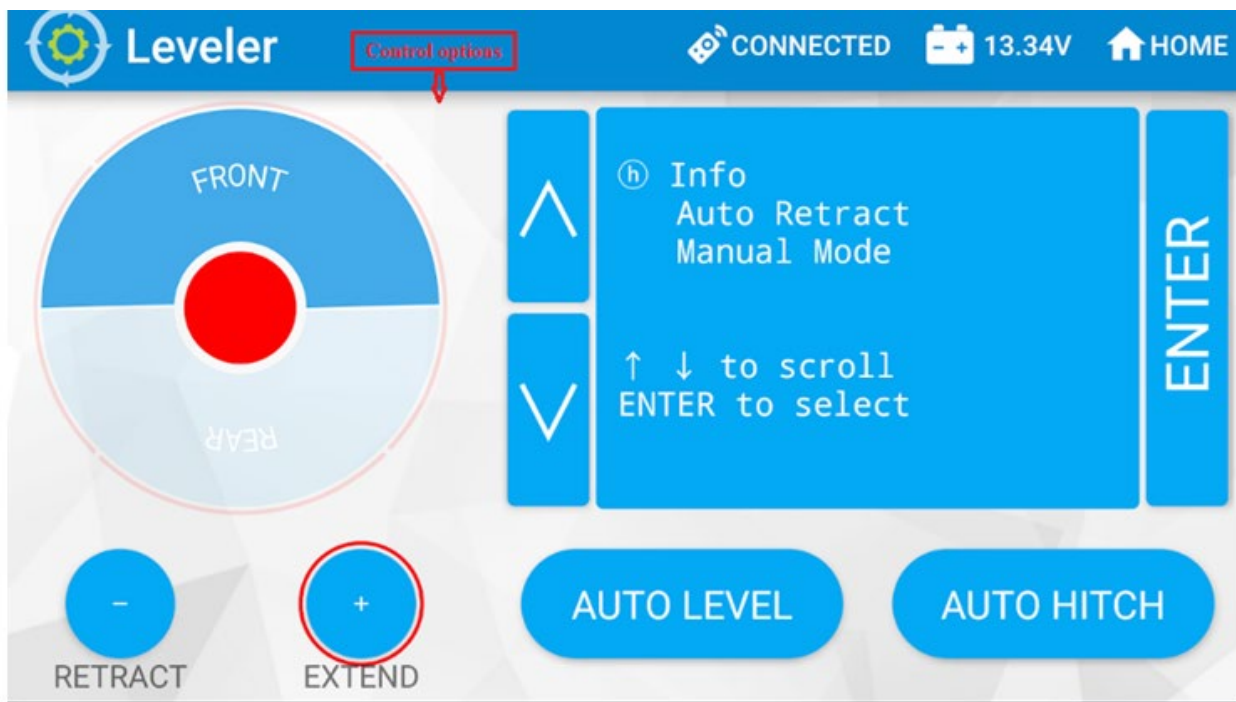 Leveler
Control options
CONNECTED
- + 13.34V
HOME
FRONT
REAR
ⓗ Info
Auto Retract
Manual Mode
↑ ↓ to scroll
ENTER to select
ENTER
- 
+
RETRACT
EXTEND
AUTO LEVEL
AUTO HITCH